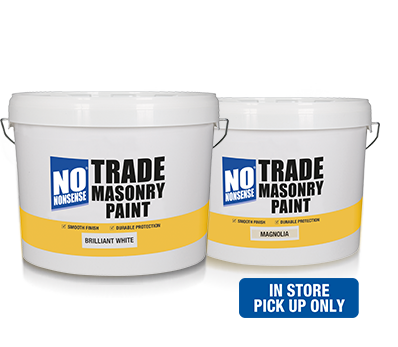 NO
NONSENSE
TRADE
MASONRY
PAINT
SMOOTH FINISH DURABLE PROTECTION
BRILLIANT WHITE
NO
NONSENSE
TRADE
MASONRY
PAINT
SMOOTH FINISH DURABLE PROTECTION
MAGNOLIA
IN STORE
PICK UP ONLY